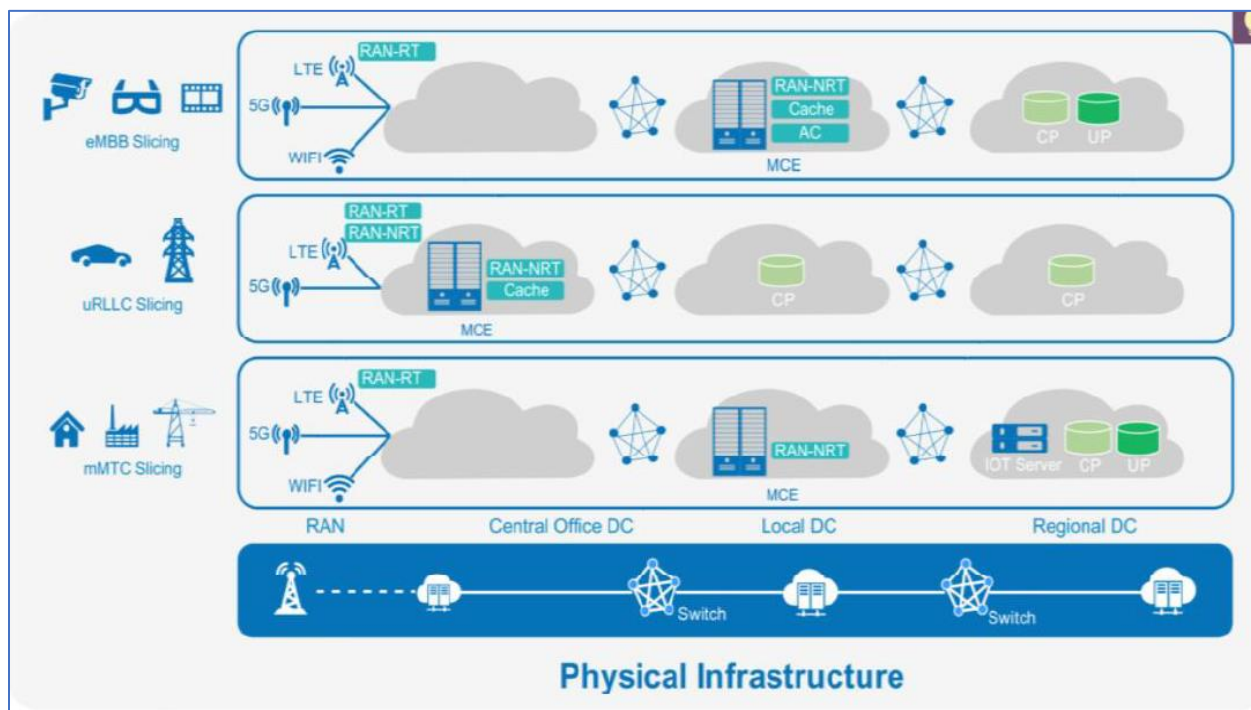 RAN-RT
LTE
5G
WIFI
eMBB Slicing
RAN-NRT
Cache
AC
MCE
CP UP
RAN-RT
RAN-NRT
LTE
5G
uRLLC Slicing
RAN-NRT
Cache
MCE
CP
CP
RAN-RT
LTE
5G
WIFI
mMTC Slicing
RAN-NRT
MCE
IOT Server CP UP
RAN Central Office DC Local DC Regional DC
Switch Switch
Physical Infrastructure